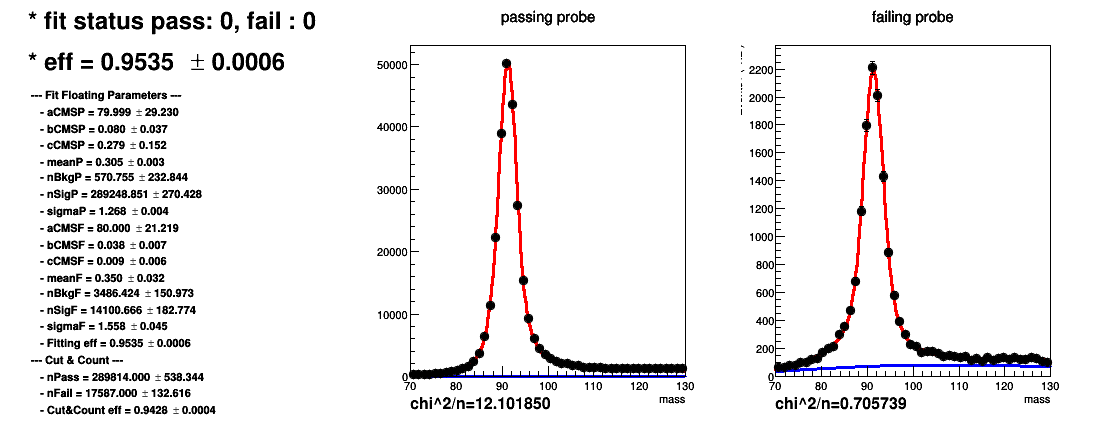 * fit status pass: 0, fail : 0
* eff = 0.9535 ± 0.0006
--- Fit Floating Parameters ---
- aCMSP = 79.999 ± 29.230
- bCMSP = 0.080 ± 0.037
- cCMSP = 0.279 ± 0.152
- meanP = 0.305 ± 0.003
- nBkgP = 570.755 ± 232.844
- nSigP = 289248.851 ± 270.428
- sigmaP = 1.268 ± 0.004
- aCMSF = 80.000 ± 21.219
- bCMSF = 0.038 ± 0.007
- cCMSF = 0.009 ± 0.006
- meanF = 0.350 ± 0.032
- nBkgF = 3486.424 ± 150.973
- nSigF = 14100.666 ± 182.774
- sigmaF = 1.558 ± 0.045
- Fitting eff = 0.9535 ± 0.0006
--- Cut & Count ---
- nPass = 289814.000 ± 538.344
- nFail = 17587.000 ± 132.616
- Cut&Count eff = 0.9428 ± 0.0004
passing probe
50000
40000
30000
20000
10000
0
70 80 90 100 110 120 130
mass
chi^2/n=12.101850
failing probe
2200
2000
1800
1600
1400
1200
1000
800
600
400
200
0
70 80 90 100 110 120 130
mass
chi^2/n=0.705739